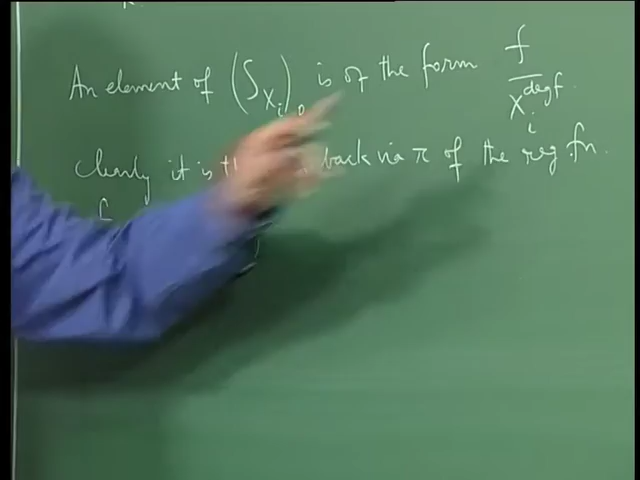 An element of (S_{X_i})_0 is of the form f / X_i^{deg f}
Clearly it is back via π of the reg. fn.
f